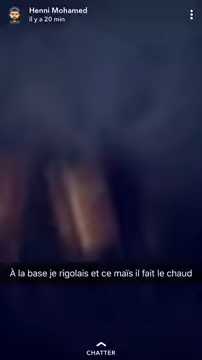 Henni Mohamed
il y a 20 min
À la base je rigolais et ce maïs il fait le chaud
CHATTER